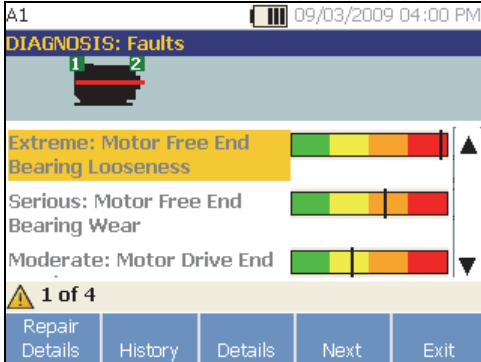 A1 09/03/2009 04:00 PM
DIAGNOSIS: Faults
1 2
Extreme: Motor Free End
Bearing Looseness
Serious: Motor Free End
Bearing Wear
Moderate: Motor Drive End
1 of 4
Repair
Details History Details Next Exit